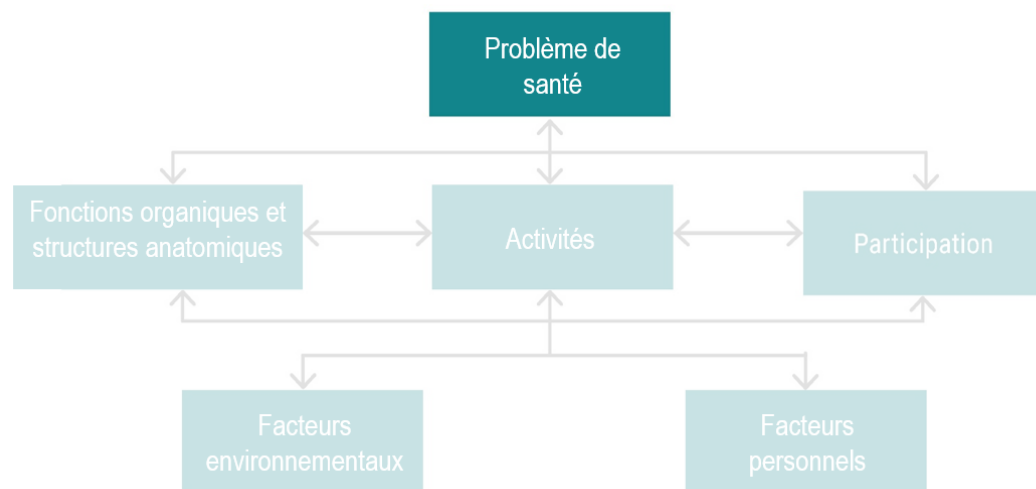 Problème de
santé
Fonctions organiques et
structures anatomiques
Activités
Participation
Facteurs
environnementaux
Facteurs
personnels